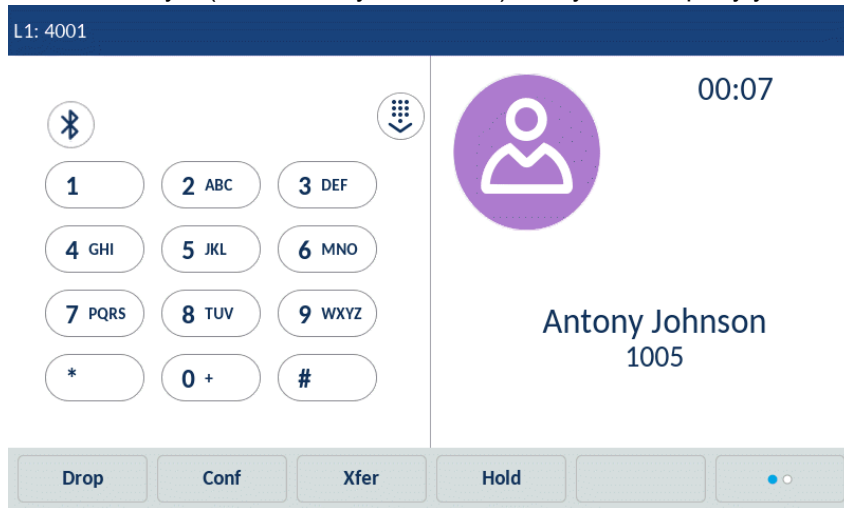 L1: 4001
00:07
1
2 ABC
3 DEF
4 GHI
5 JKL
6 MNO
7 PQRS
8 TUV
9 WXYZ
*
0 +
#
Antony Johnson
1005
Drop
Conf
Xfer
Hold